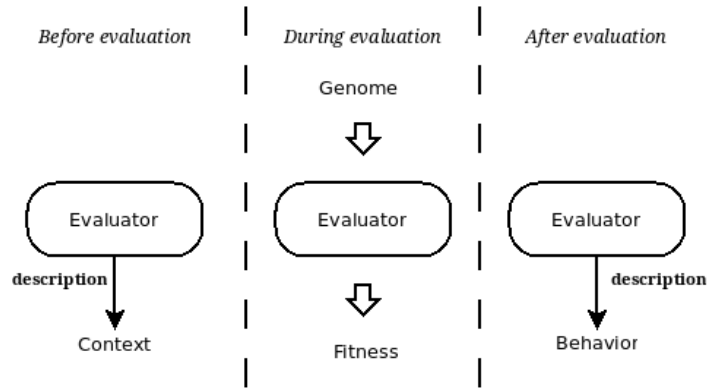 Before evaluation
During evaluation
After evaluation
Genome
Evaluator
Evaluator
Evaluator
description
description
Context
Fitness
Behavior